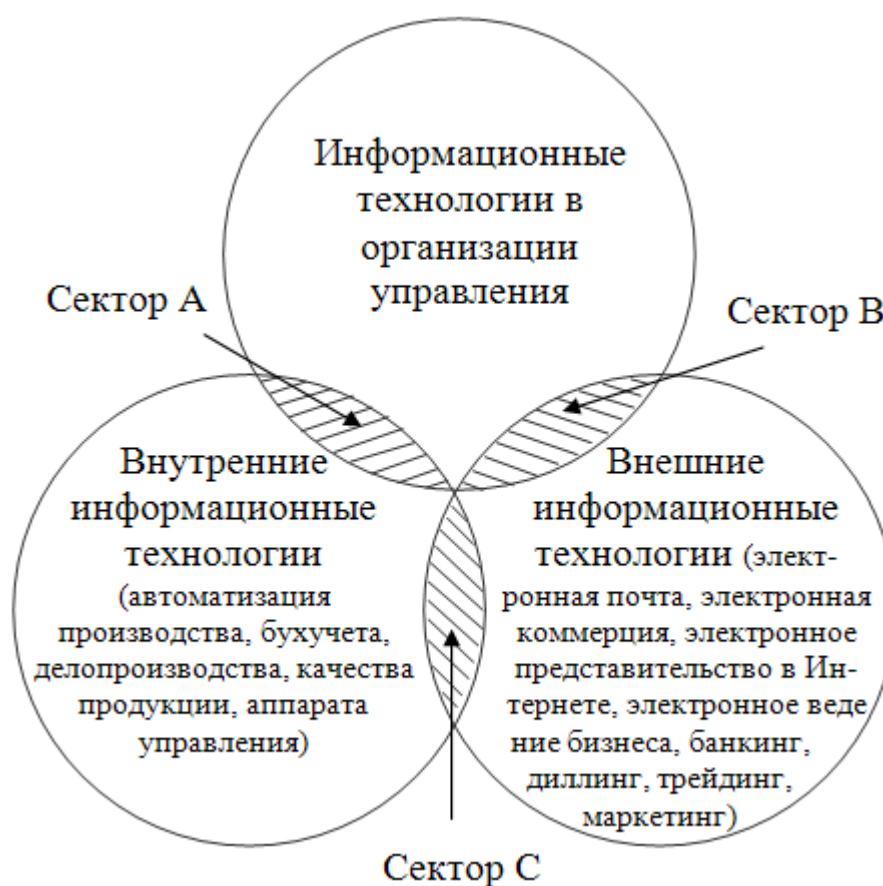 Информационные
технологии в
организации
управления
Сектор А
Сектор В
Внутренние
информационные
технологии
(автоматизация
производства, бухучета,
делопроизводства, качества
продукции, аппарата
управления)
Внешние
информационные
технологии (элект-
ронная почта, электронная
коммерция, электронное
представительство в Ин-
тернете, электронное веде
ние бизнеса, банкинг,
диллинг, трейдинг,
маркетинг)
Сектор С